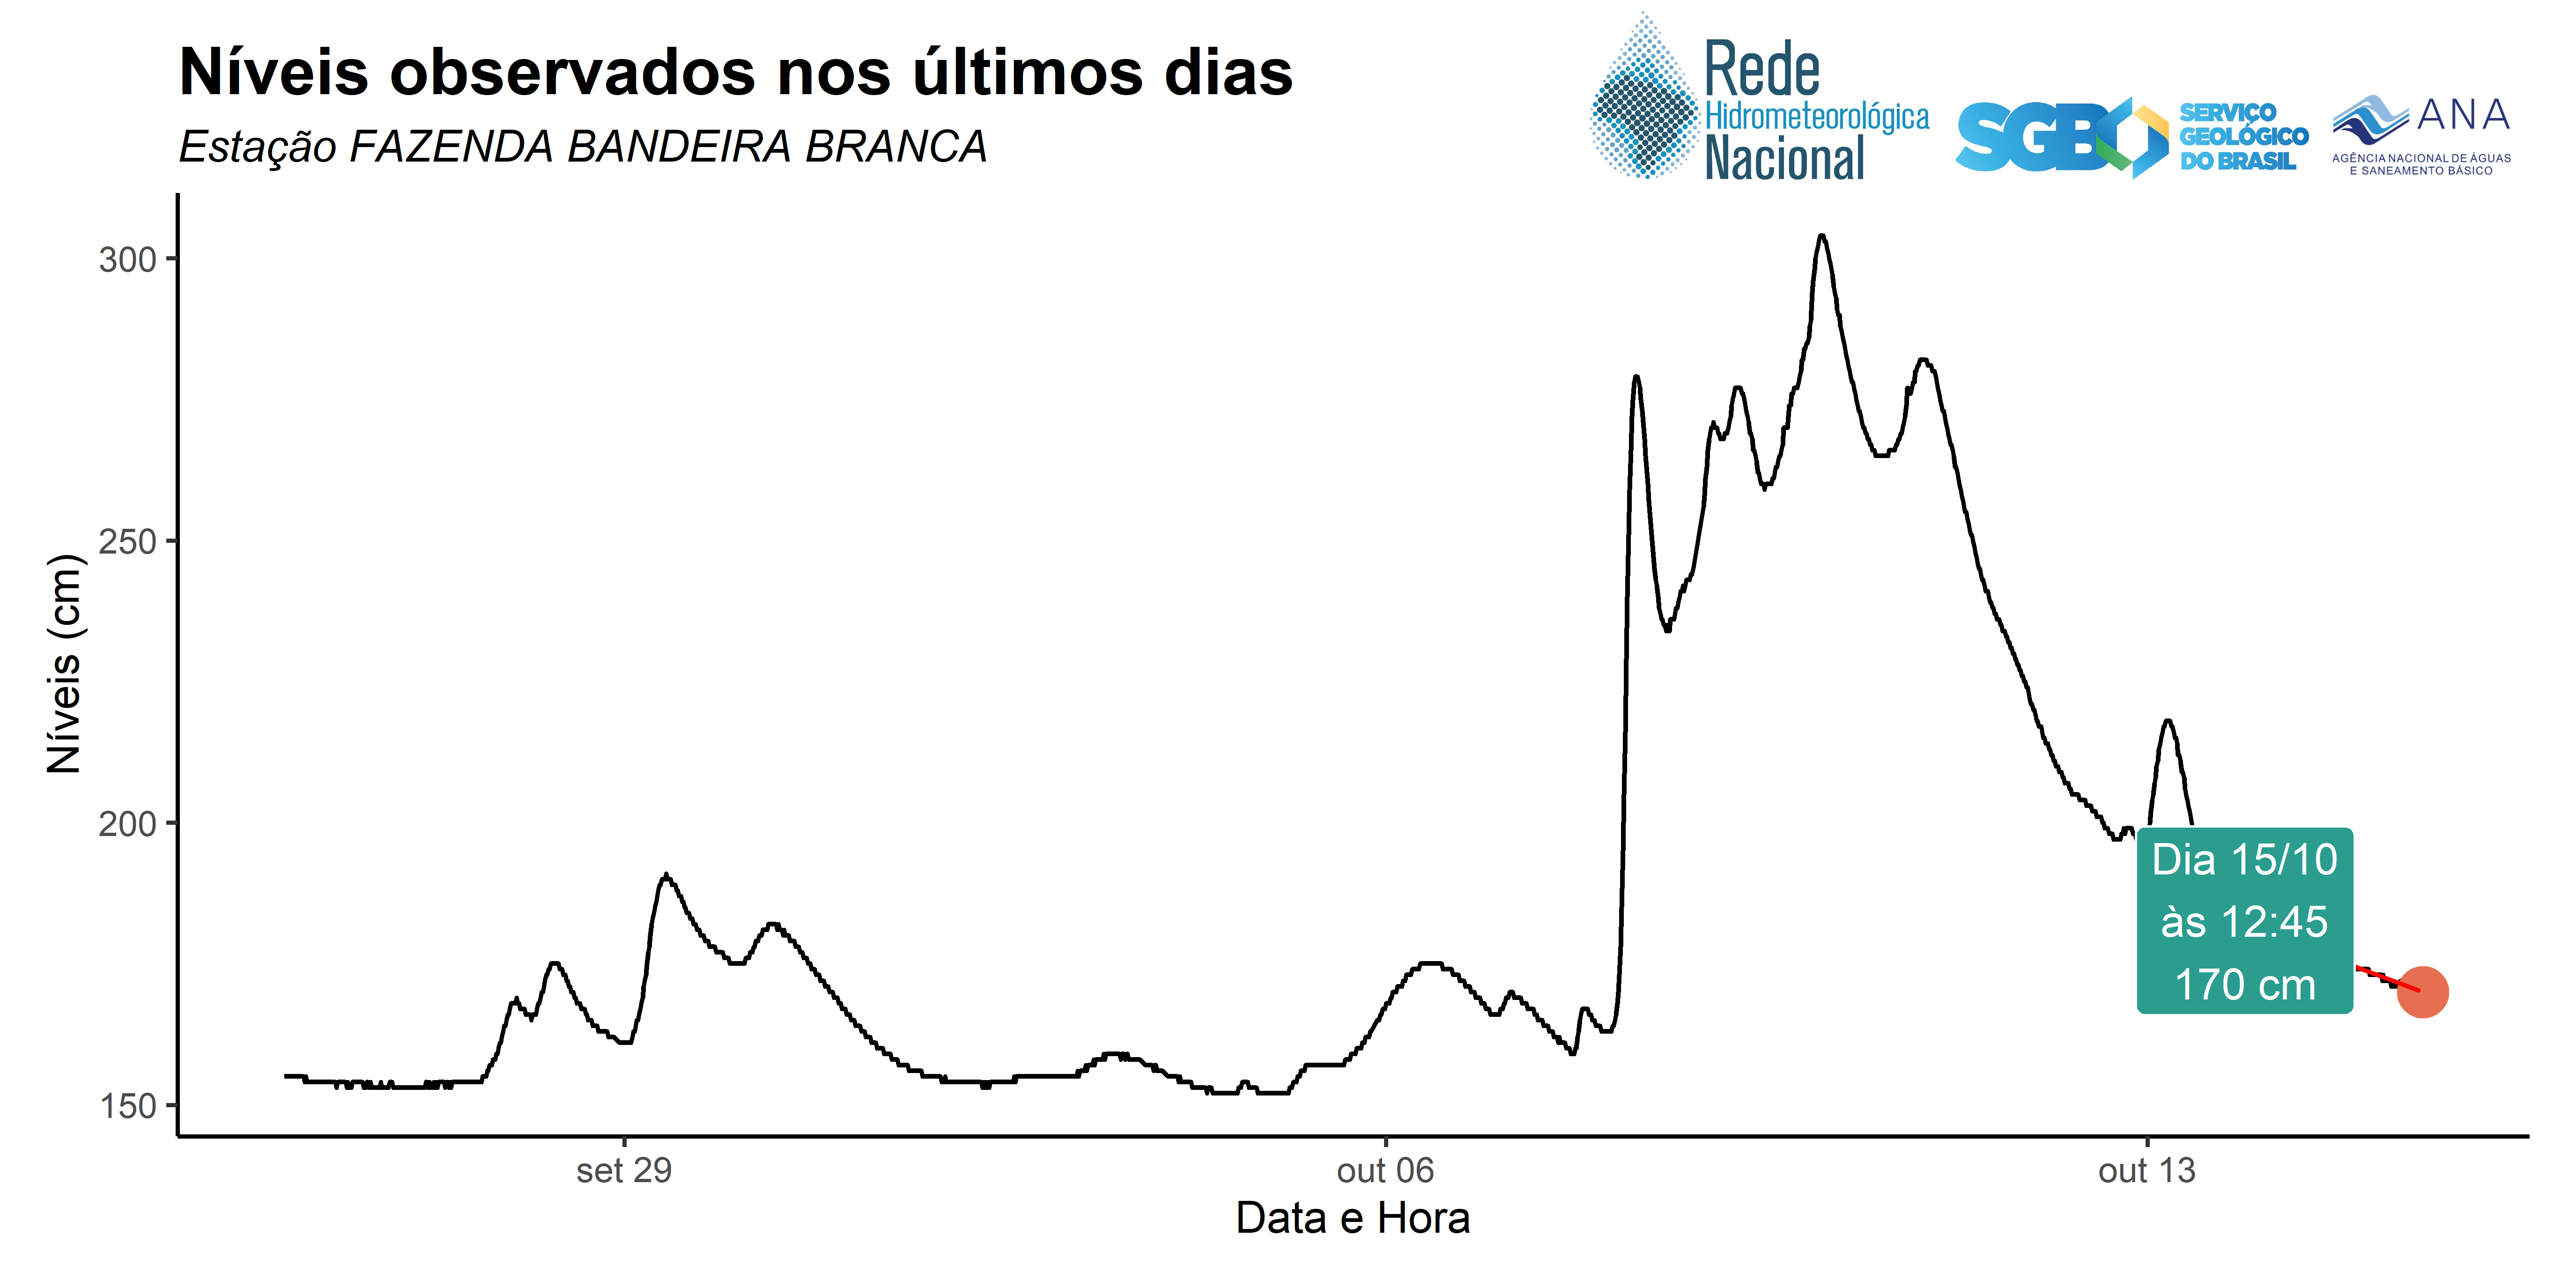 Níveis observados nos últimos dias
Estação FAZENDA BANDEIRA BRANCA
Rede
Hidrometeorológica
Nacional
SGB
SERVIÇO
GEOLÓGICO
DO BRASIL
ANA
AGÊNCIA NACIONAL DE ÁGUAS
E SANEAMENTO BÁSICO
Níveis (cm)
300
250
200
150
Dia 15/10
às 12:45
170 cm
set 29
out 06
out 13
Data e Hora